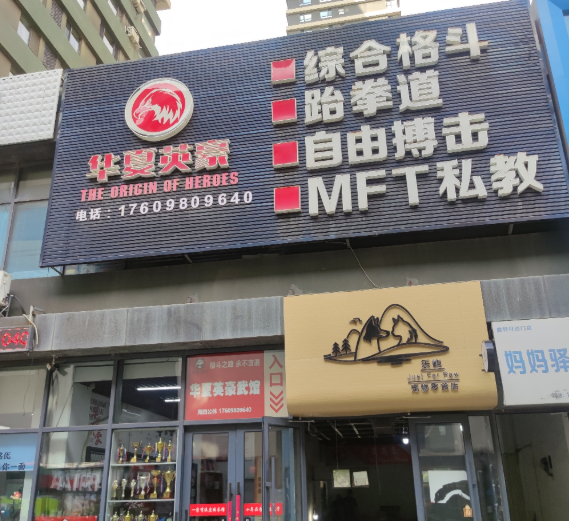 华夏英豪
THE ORIGIN OF HEROES
电话：17609809640
综合格斗
跆拳道
自由搏击
MFT私教
华夏英豪武馆
入口
妈妈驿